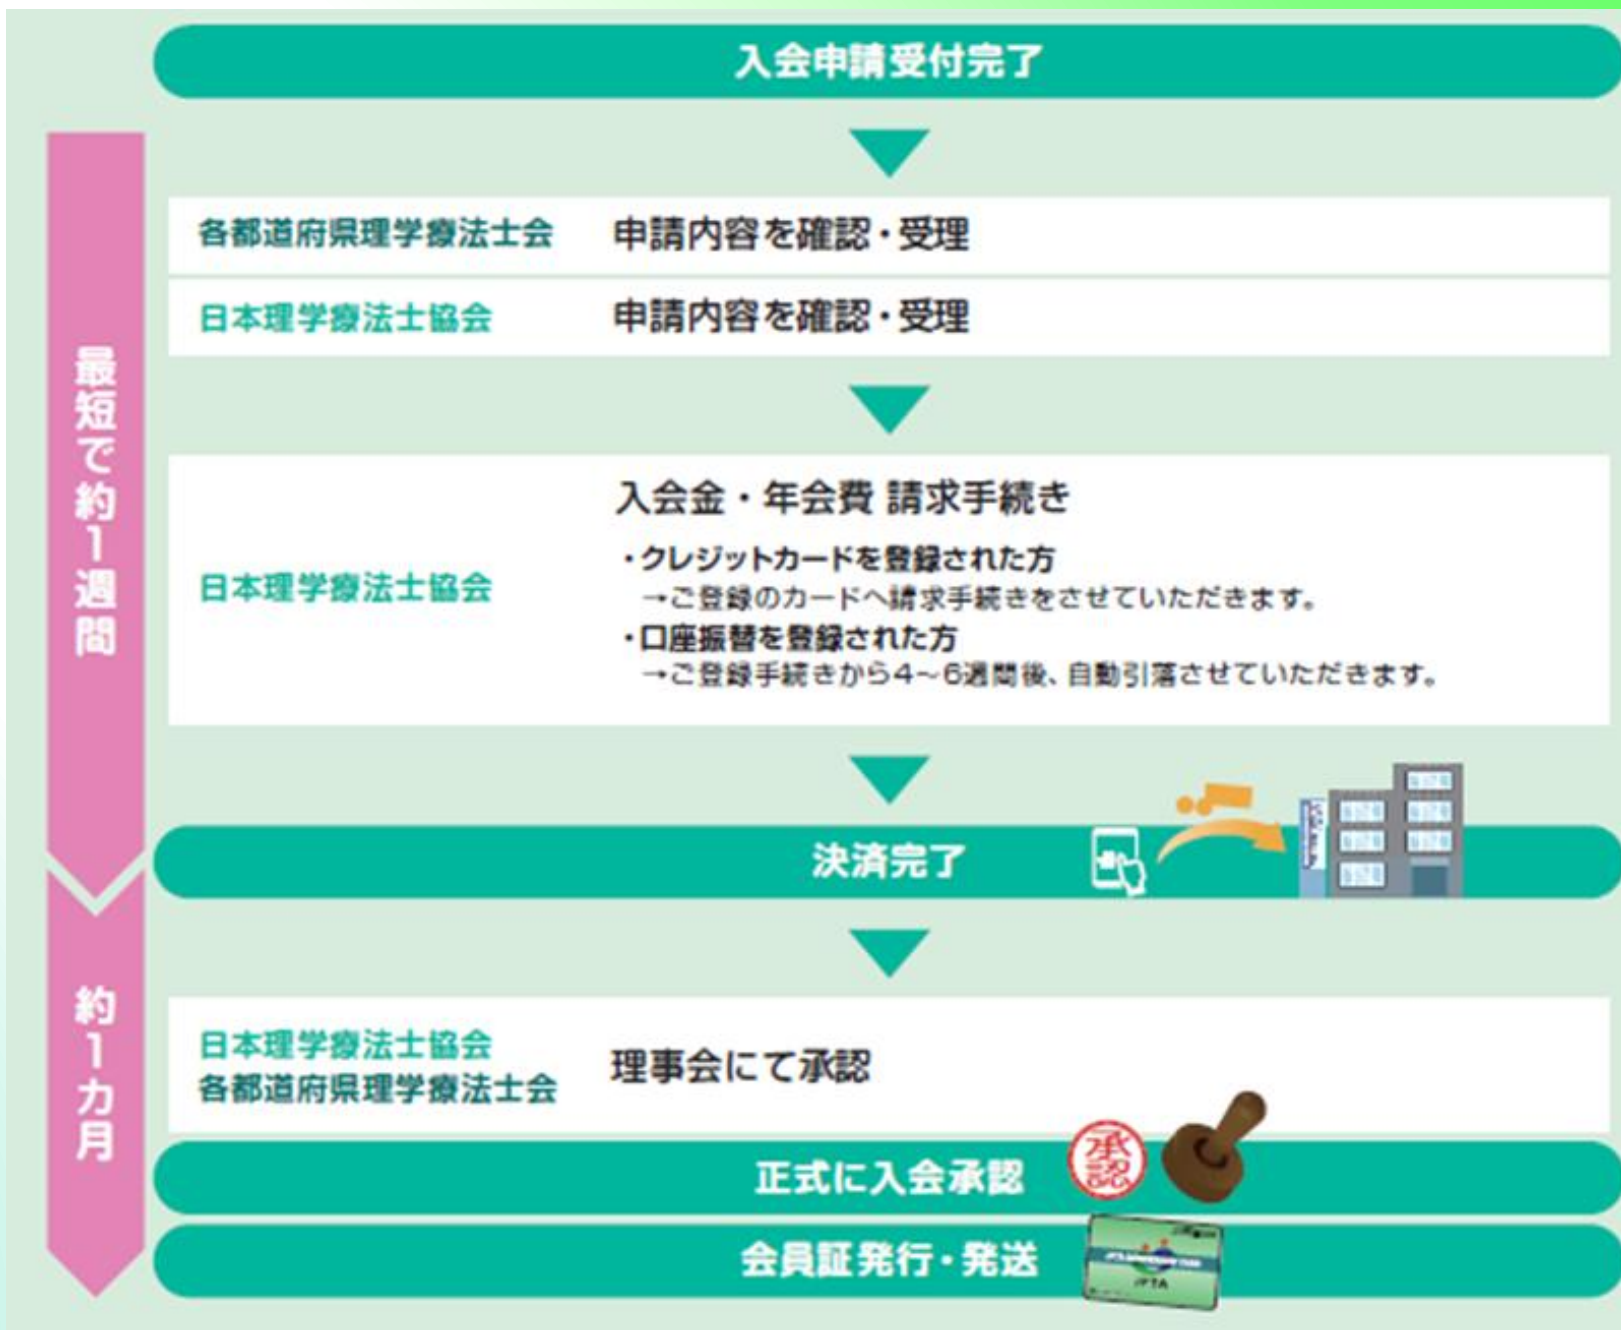 入会申請受付完了
最短で約1週間
各都道府県理学療法士会 申請内容を確認・受理
日本理学療法士協会 申請内容を確認・受理
日本理学療法士協会
入会金・年会費 請求手続き
・クレジットカードを登録された方
→ご登録のカードへ請求手続きをさせていただきます。
・口座振替を登録された方
→ご登録手続きから4～6週間後、自動引落させていただきます。
決済完了
約1カ月
日本理学療法士協会
各都道府県理学療法士会
理事会にて承認
正式に入会承認
承認
会員証発行・発送
JPTA